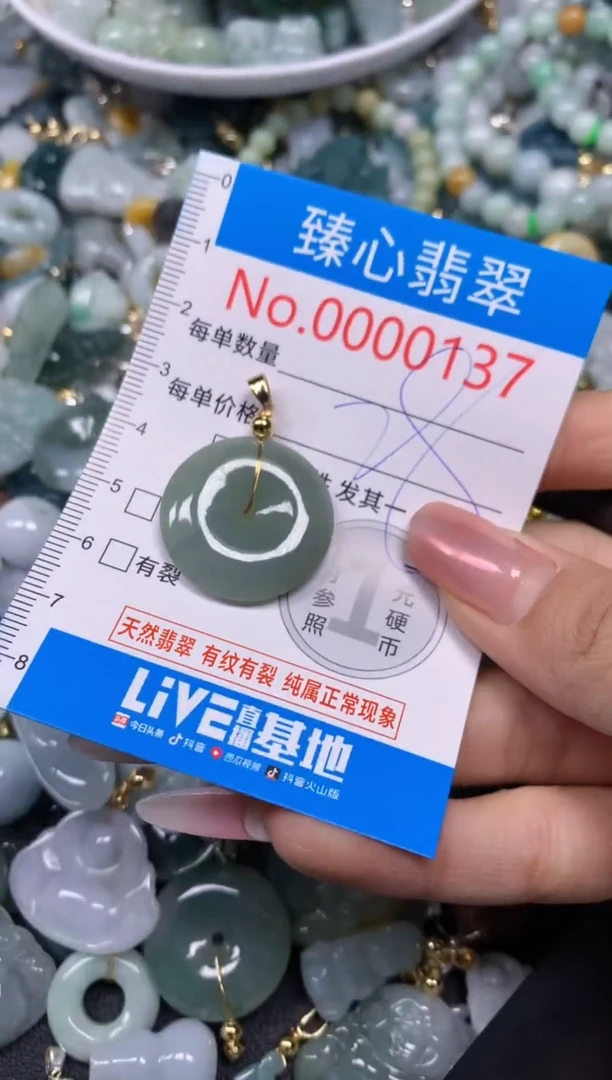 0
臻心翡翠
1
No.0000137
2
每单数量
3
每单价格
28
4
发其一
5
6
有裂
参照
1
元硬币
7
天然翡翠 有纹有裂 纯属正常现象
8
LIVE直播基地
头条 今日头条 抖音 西瓜视频 抖音火山版